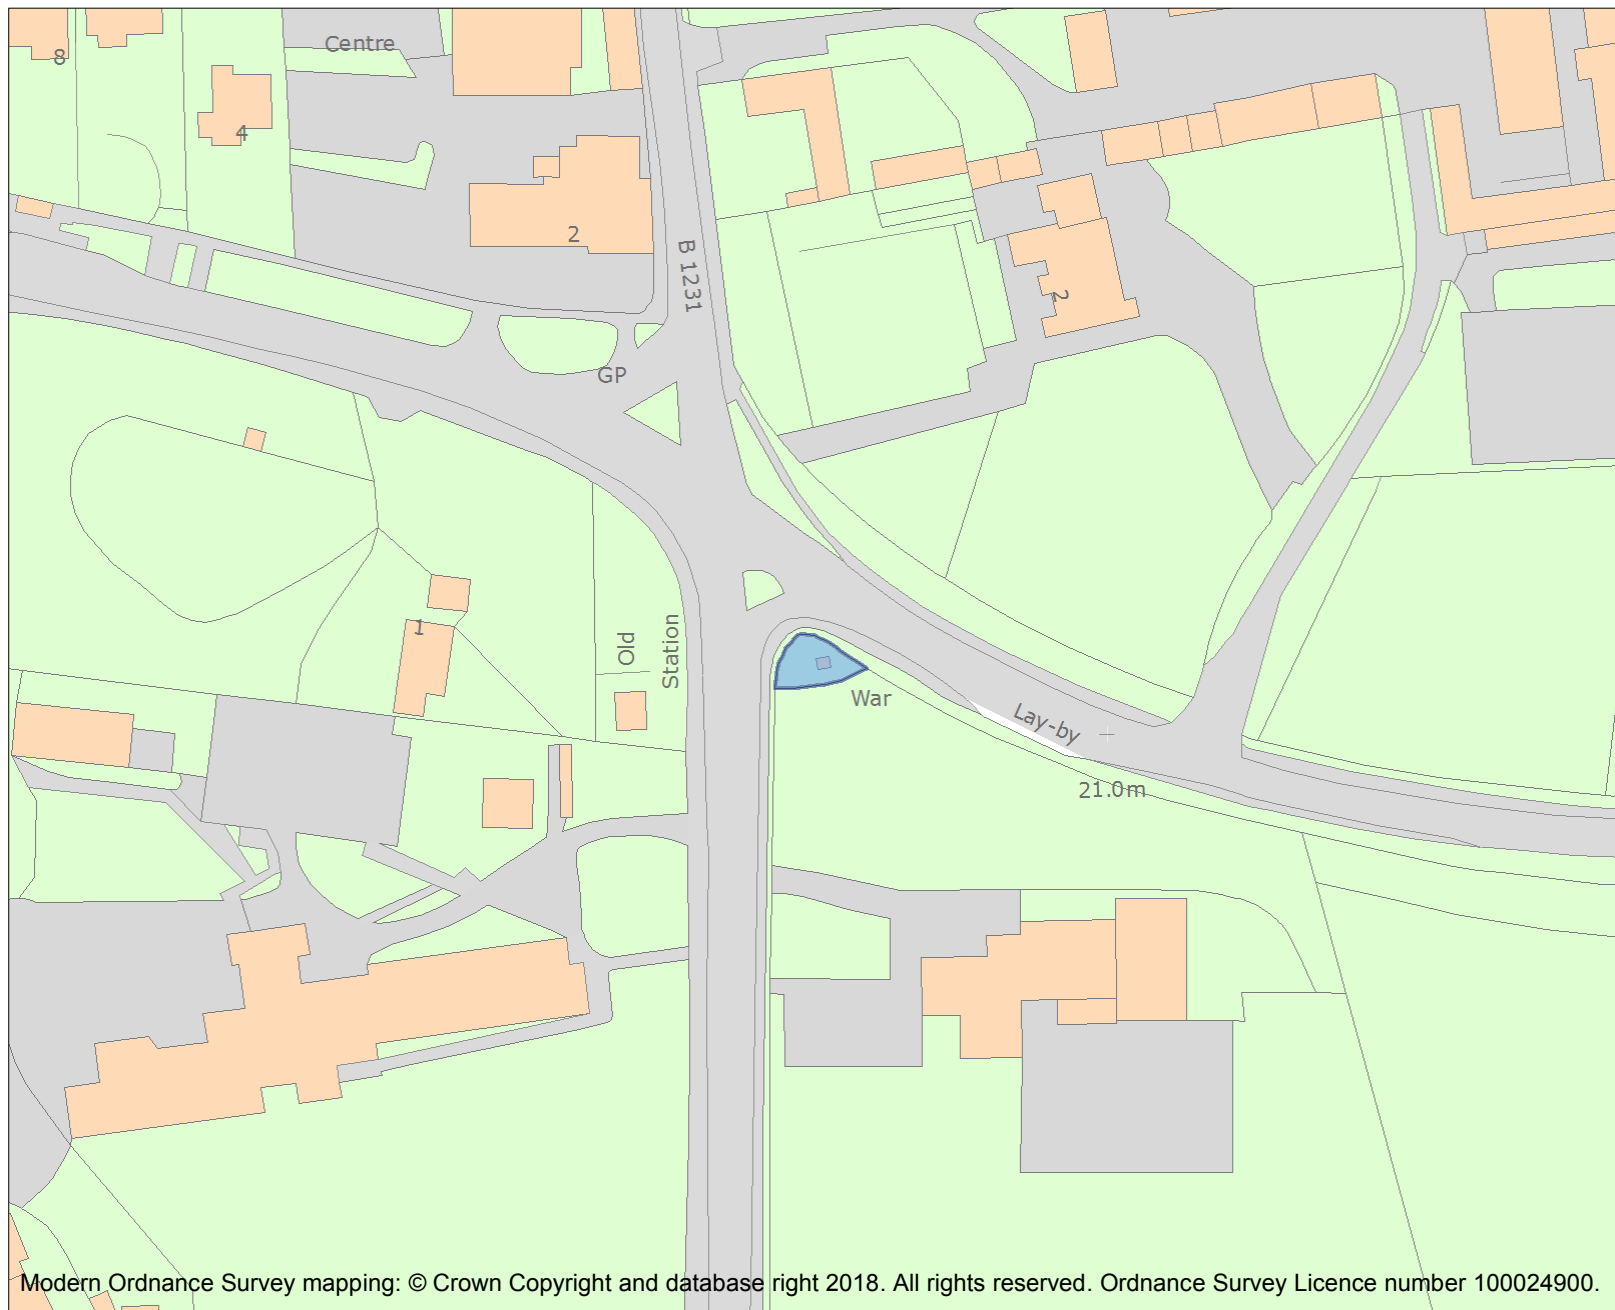 Centre
8
4
2
B 1231
2
GP
1
Old
Station
War
Lay-by
21.0m
Modern Ordnance Survey mapping: © Crown Copyright and database right 2018. All rights reserved. Ordnance Survey Licence number 100024900.